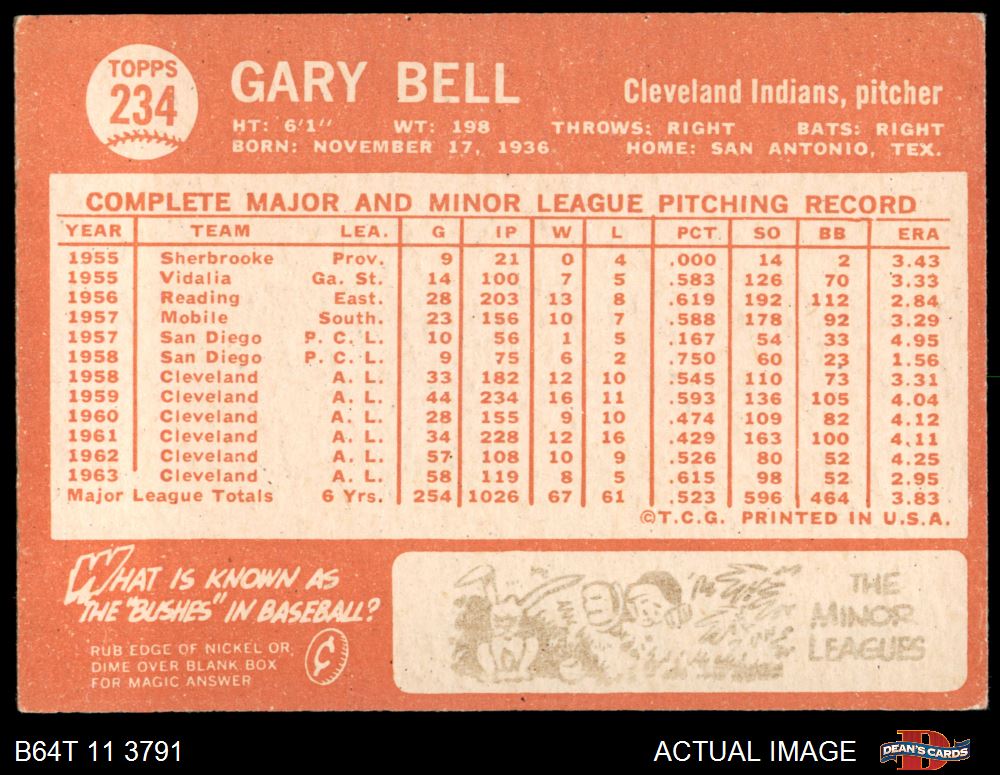 TOPPS
234
GARY BELL
Cleveland Indians, pitcher
HT: 6'1" WT: 198 THROWS: RIGHT BATS: RIGHT
BORN: NOVEMBER 17, 1936 HOME: SAN ANTONIO, TEX.
COMPLETE MAJOR AND MINOR LEAGUE PITCHING RECORD
YEAR TEAM LEA. G IP W L PCT. SO BB ERA
1955 Sherbrooke Prov. 9 21 0 4 .000 14 2 3.43
1955 Vidalia Ga. St. 14 100 7 5 .583 126 70 3.33
1956 Reading East. 28 203 13 8 .619 192 112 2.84
1957 Mobile South. 23 156 10 7 .588 178 92 3.29
1957 San Diego P. C. L. 10 56 1 5 .167 54 33 4.95
1958 San Diego P. C. L. 9 75 6 2 .750 60 23 1.56
1958 Cleveland A. L. 33 182 12 10 .545 110 73 3.31
1959 Cleveland A. L. 44 234 16 11 .593 136 105 4.04
1960 Cleveland A. L. 28 155 9 10 .474 109 82 4.12
1961 Cleveland A. L. 34 228 12 16 .429 163 100 4.11
1962 Cleveland A. L. 57 108 10 9 .526 80 52 4.25
1963 Cleveland A. L. 58 119 8 5 .615 98 52 2.95
Major League Totals 6 Yrs. 254 1026 67 61 .523 596 464 3.83
©T.C.G. PRINTED IN U.S.A.
WHAT IS KNOWN AS
THE "BUSHES" IN BASEBALL?
RUB EDGE OF NICKEL OR
DIME OVER BLANK BOX
FOR MAGIC ANSWER
THE
MINOR
LEAGUES
B64T 11 3791
ACTUAL IMAGE
DEAN'S CARDS